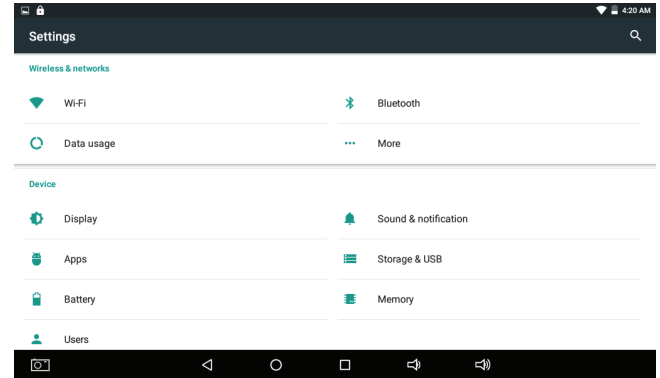 4:20 AM
Settings
Wireless & networks
Wi-Fi
Bluetooth
Data usage
More
Device
Display
Sound & notification
Apps
Storage & USB
Battery
Memory
Users